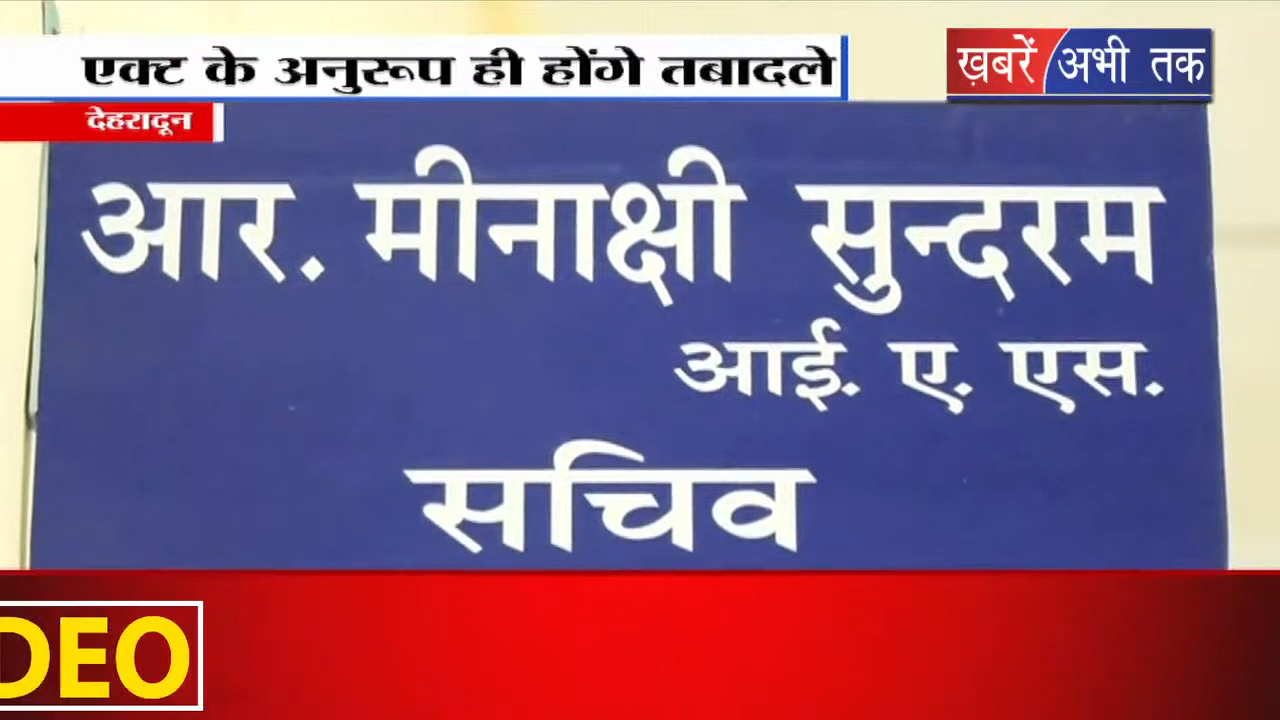 एक्ट के अनुरूप ही होंगे तबादले
ख़बरें अभी तक
देहरादून
आर. मीनाक्षी सुन्दरम
आई. ए. एस.
सचिव
DEO